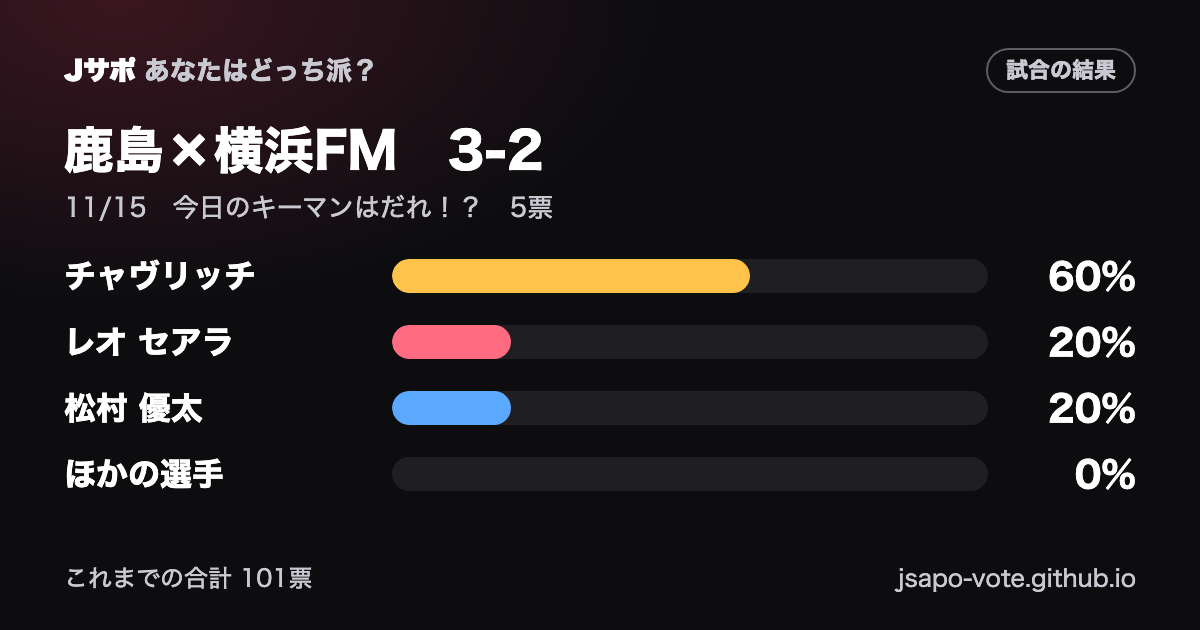 Jサポ あなたはどっち派？
試合の結果
鹿島×横浜FM　3-2
11/15　今日のキーマンはだれ！？　5票
チャヴリッチ 60%
レオ セアラ 20%
松村 優太 20%
ほかの選手 0%
これまでの合計 101票
jsapo-vote.github.io